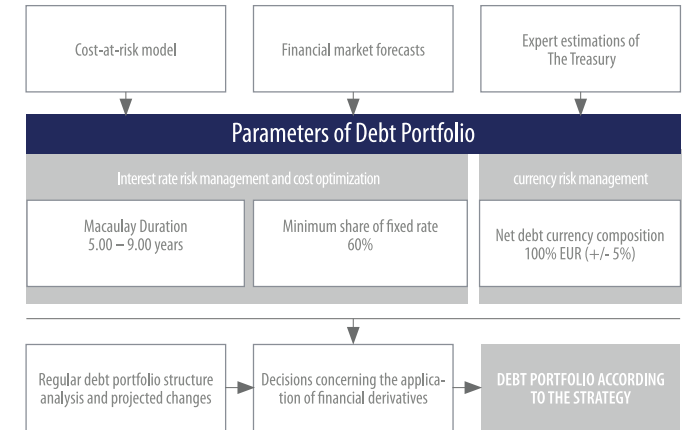 Cost-at-risk model
Financial market forecasts
Expert estimations of
The Treasury
Parameters of Debt Portfolio
Interest rate risk management and cost optimization
currency risk management
Macaulay Duration
5.00 – 9.00 years
Minimum share of fixed rate
60%
Net debt currency composition
100% EUR (+/- 5%)
Regular debt portfolio structure
analysis and projected changes
Decisions concerning the applica-
tion of financial derivatives
DEBT PORTFOLIO ACCORDING
TO THE STRATEGY